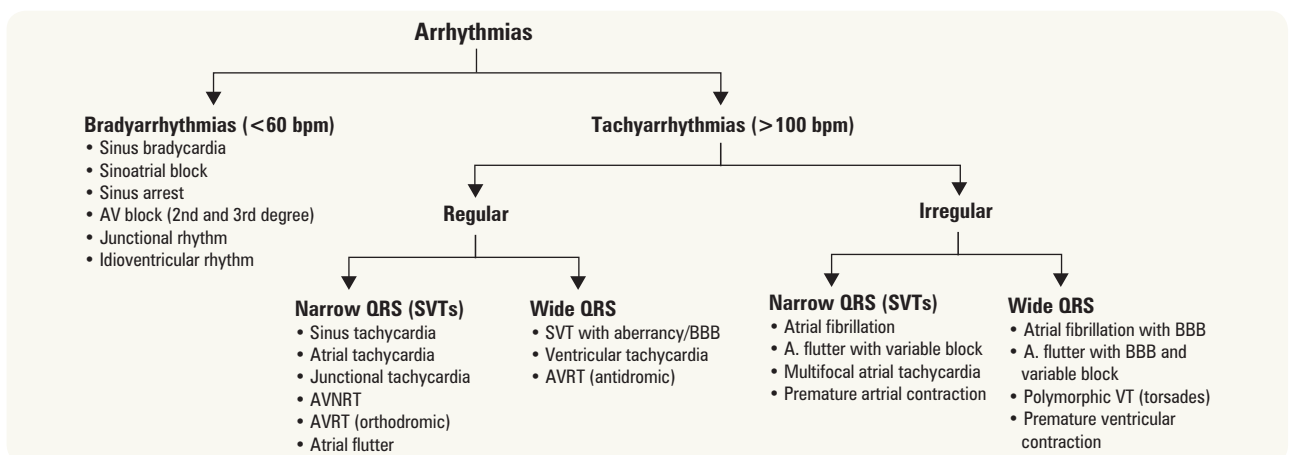 Arrhythmias
Bradyarrhythmias (<60 bpm)
• Sinus bradycardia
• Sinoatrial block
• Sinus arrest
• AV block (2nd and 3rd degree)
• Junctional rhythm
• Idioventricular rhythm
Tachyarrhythmias (>100 bpm)
Regular
Narrow QRS (SVTs)
• Sinus tachycardia
• Atrial tachycardia
• Junctional tachycardia
• AVNRT
• AVRT (orthodromic)
• Atrial flutter
Wide QRS
• SVT with aberrancy/BBB
• Ventricular tachycardia
• AVRT (antidromic)
Irregular
Narrow QRS (SVTs)
• Atrial fibrillation
• A. flutter with variable block
• Multifocal atrial tachycardia
• Premature artrial contraction
Wide QRS
• Atrial fibrillation with BBB
• A. flutter with BBB and
variable block
• Polymorphic VT (torsades)
• Premature ventricular
contraction